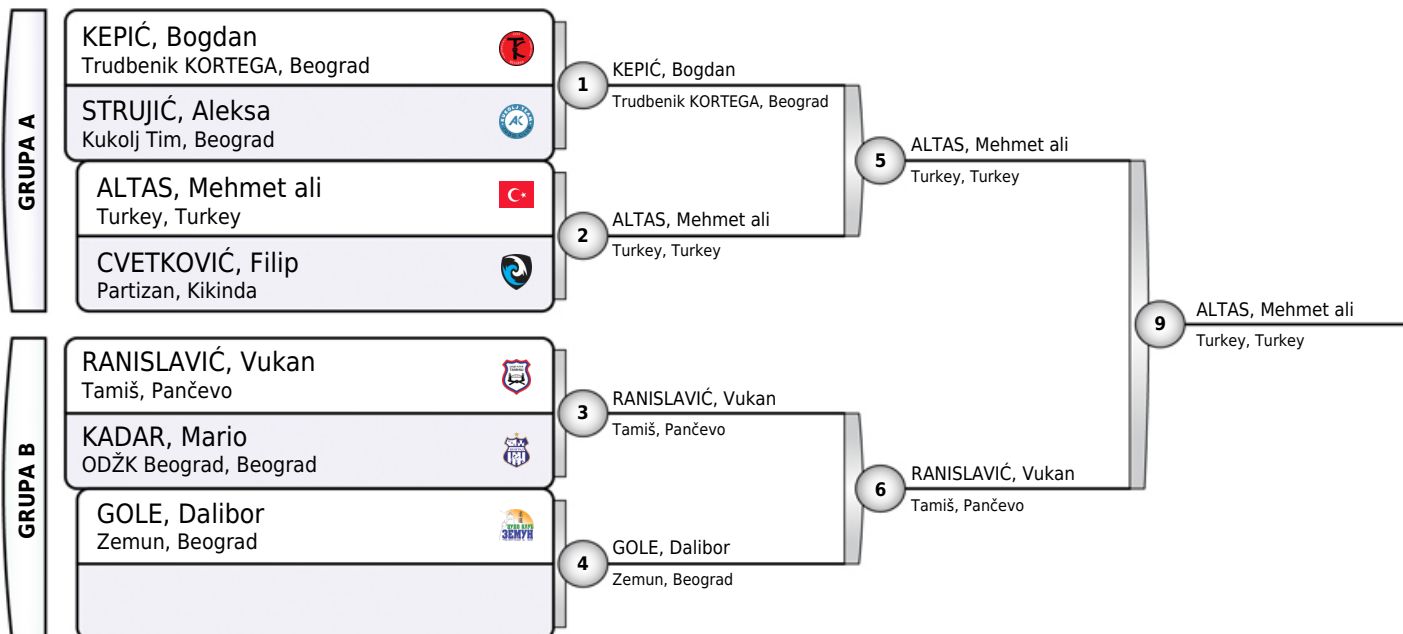 GRUPA A
KEPIĆ, Bogdan
Trudbenik KORTEGA, Beograd
STRUJIĆ, Aleksa
Kukolj Tim, Beograd
ALTAS, Mehmet ali
Turkey, Turkey
CVETKOVIĆ, Filip
Partizan, Kikinda
GRUPA B
RANISLAVIĆ, Vukan
Tamiš, Pančevo
KADAR, Mario
ODŽK Beograd, Beograd
GOLE, Dalibor
Zemun, Beograd
ЗЕМУН
1
KEPIĆ, Bogdan
Trudbenik KORTEGA, Beograd
2
ALTAS, Mehmet ali
Turkey, Turkey
3
RANISLAVIĆ, Vukan
Tamiš, Pančevo
4
GOLE, Dalibor
Zemun, Beograd
5
ALTAS, Mehmet ali
Turkey, Turkey
6
RANISLAVIĆ, Vukan
Tamiš, Pančevo
9
ALTAS, Mehmet ali
Turkey, Turkey